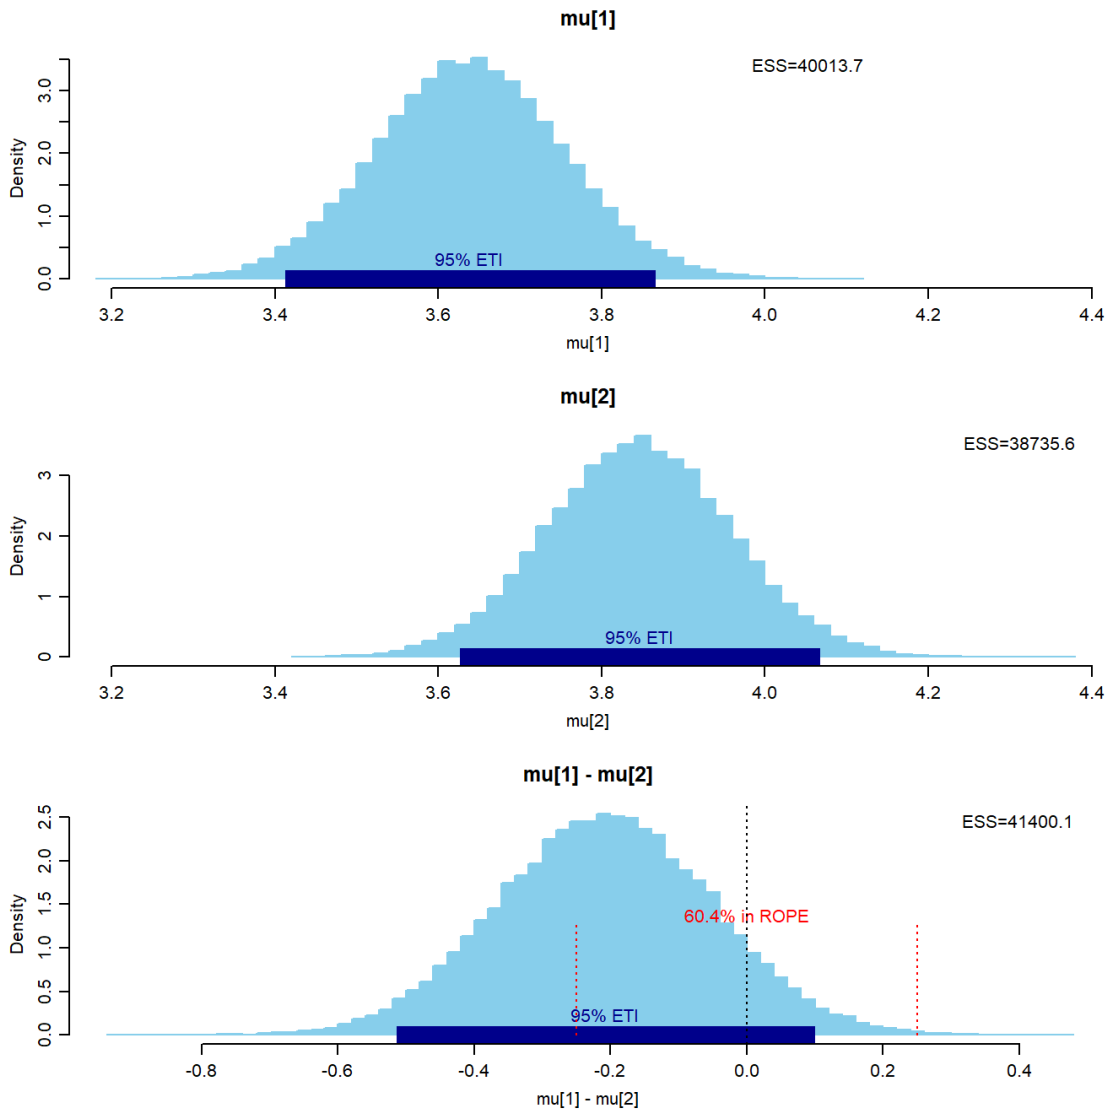 mu[1]
ESS=40013.7
Density
0.0
1.0
2.0
3.0
95% ETI
3.2 3.4 3.6 3.8 4.0 4.2 4.4
mu[1]
mu[2]
ESS=38735.6
Density
0
1
2
3
95% ETI
3.2 3.4 3.6 3.8 4.0 4.2 4.4
mu[2]
mu[1] - mu[2]
ESS=41400.1
Density
0.0
0.5
1.0
1.5
2.0
2.5
60.4% in ROPE
95% ETI
-0.8 -0.6 -0.4 -0.2 0.0 0.2 0.4
mu[1] - mu[2]